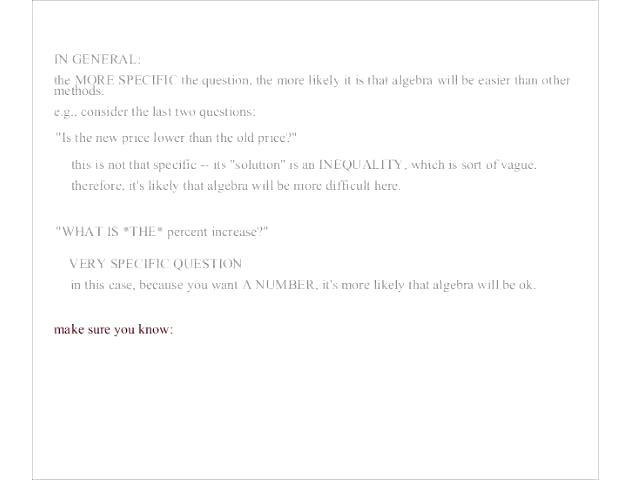 IN GENERAL:
the MORE SPECIFIC the question, the more likely it is that algebra will be easier than other
methods.
e.g., consider the last two questions:
"Is the new price lower than the old price?"
this is not that specific -- its "solution" is an INEQUALITY, which is sort of vague.
therefore, it's likely that algebra will be more difficult here.
"WHAT IS *THE* percent increase?"
VERY SPECIFIC QUESTION
in this case, because you want A NUMBER, it's more likely that algebra will be ok.
make sure you know: